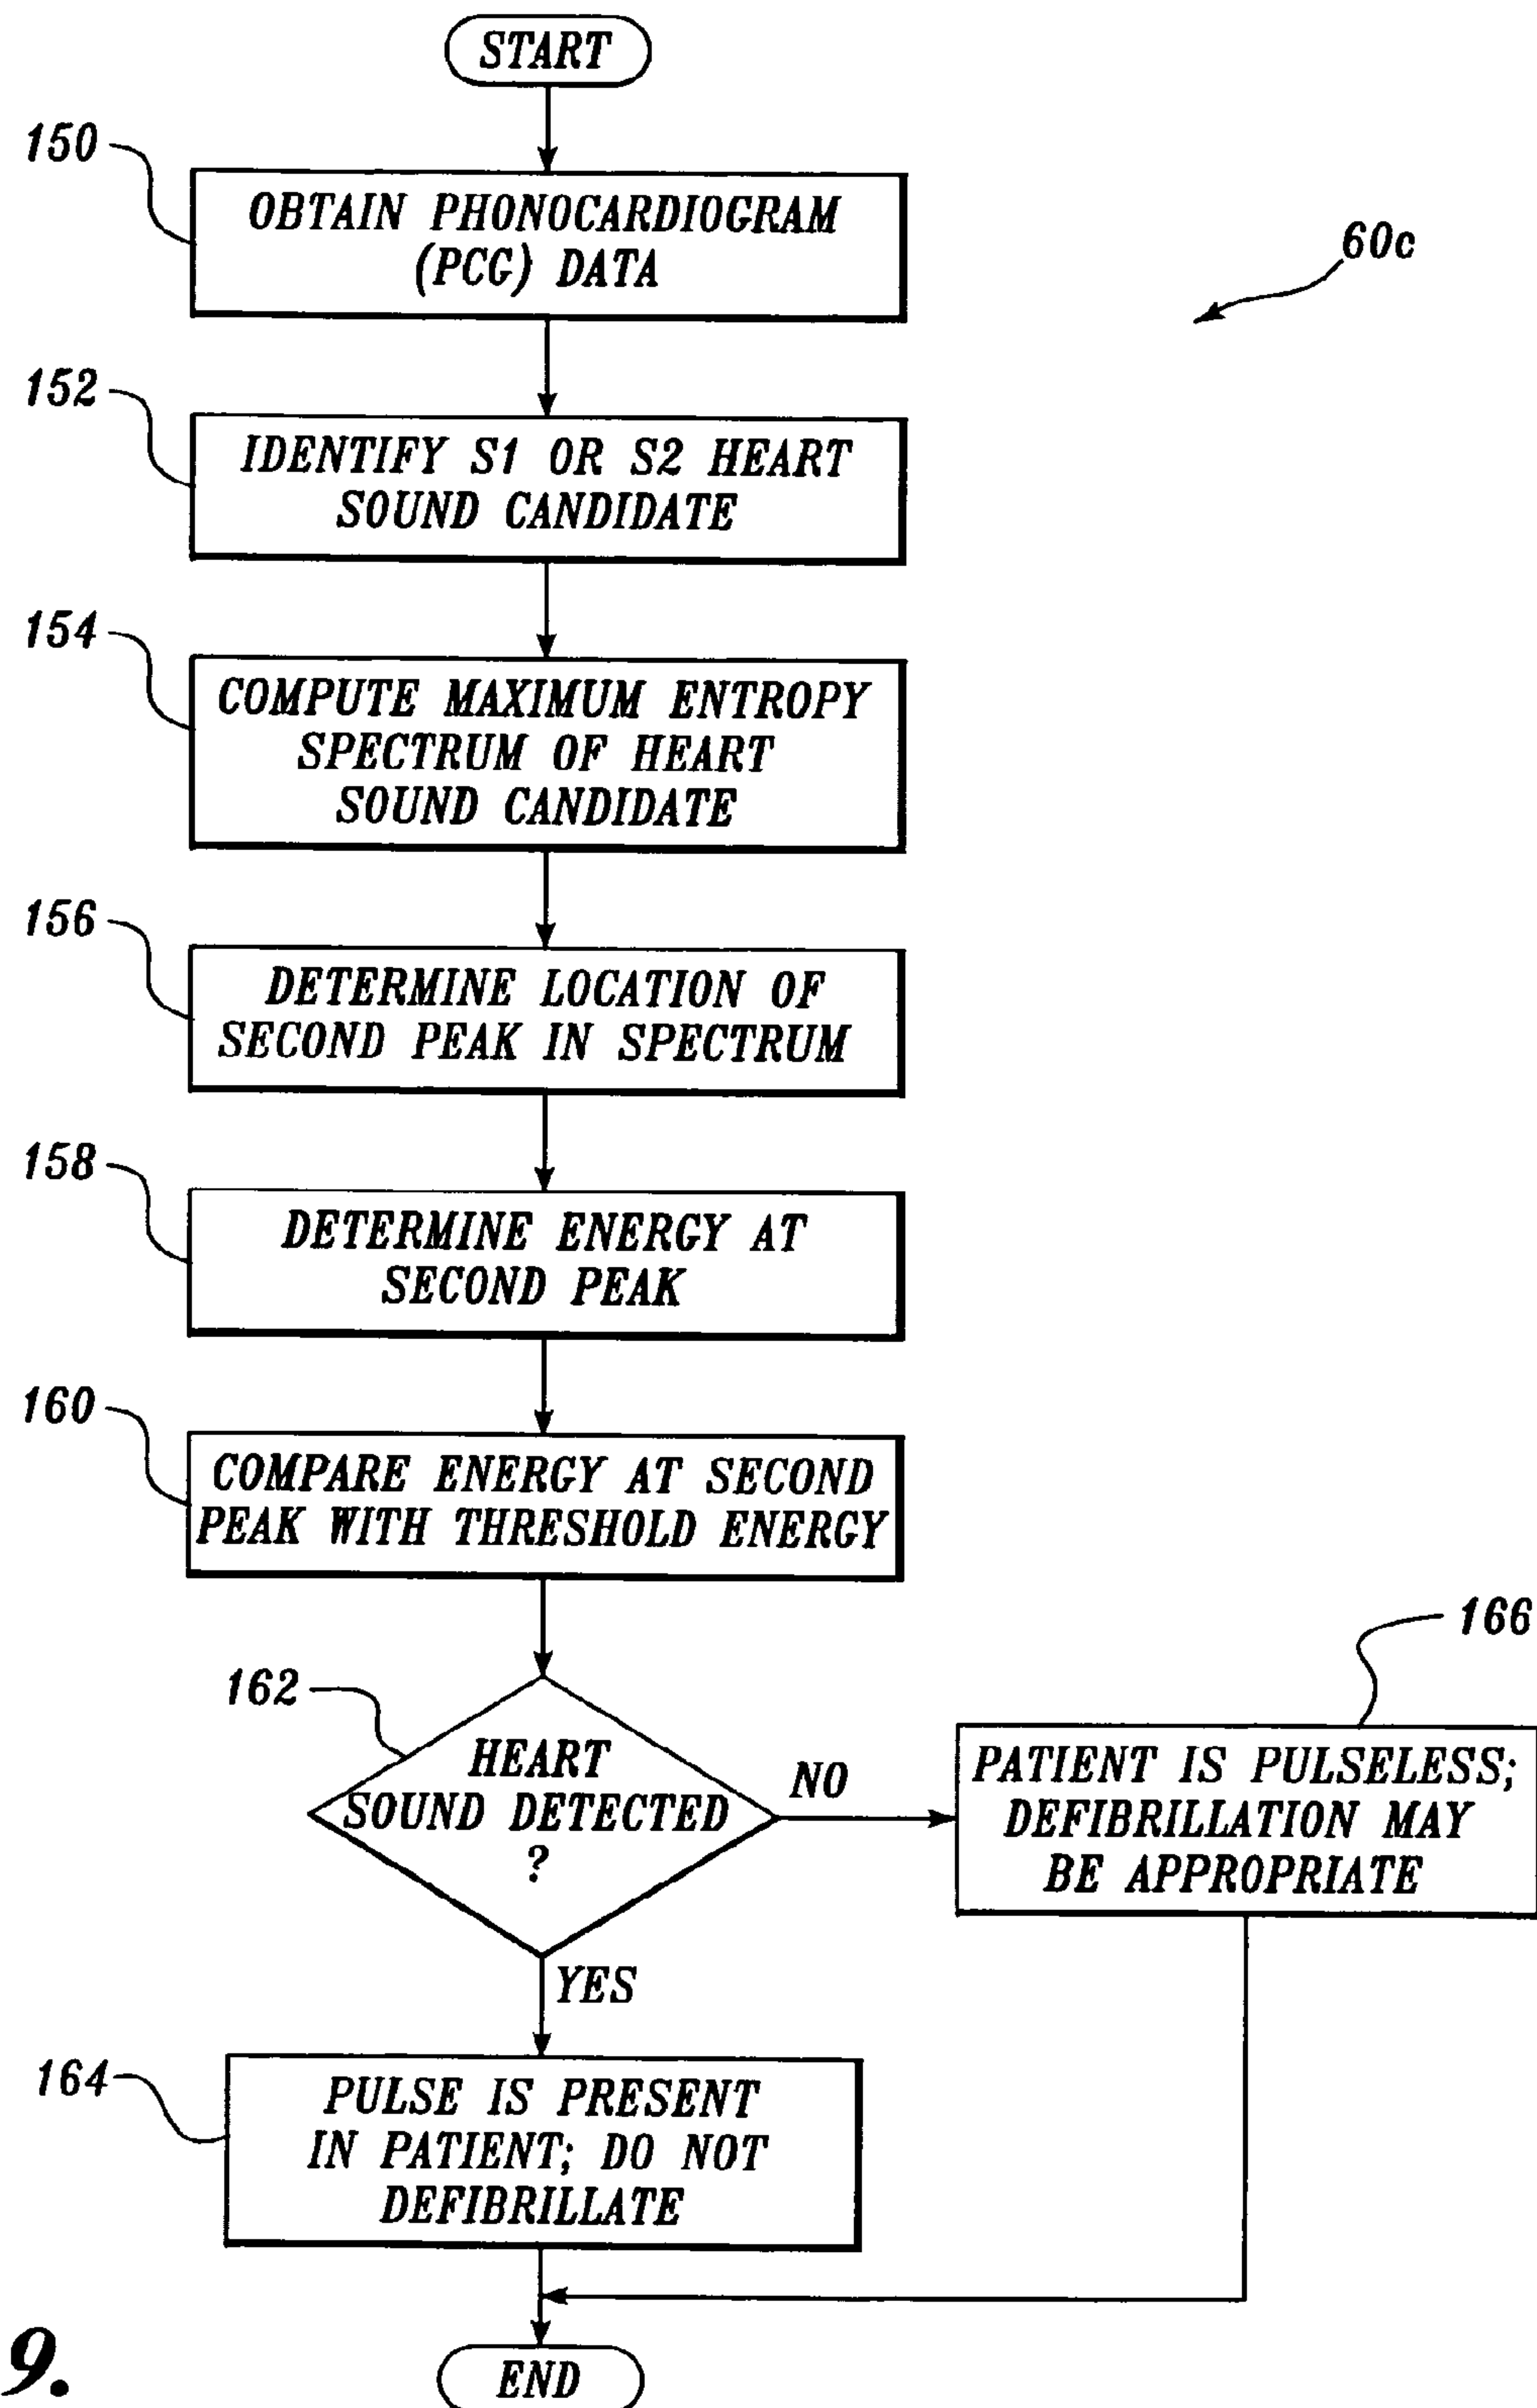 START
150
OBTAIN PHONOCARDIOGRAM
(PCG) DATA
60c
152
IDENTIFY S1 OR S2 HEART
SOUND CANDIDATE
154
COMPUTE MAXIMUM ENTROPY
SPECTRUM OF HEART
SOUND CANDIDATE
156
DETERMINE LOCATION OF
SECOND PEAK IN SPECTRUM
158
DETERMINE ENERGY AT
SECOND PEAK
160
COMPARE ENERGY AT SECOND
PEAK WITH THRESHOLD ENERGY
162
HEART
SOUND DETECTED
?
NO
166
PATIENT IS PULSELESS;
DEFIBRILLATION MAY
BE APPROPRIATE
YES
164
PULSE IS PRESENT
IN PATIENT; DO NOT
DEFIBRILLATE
END
9.